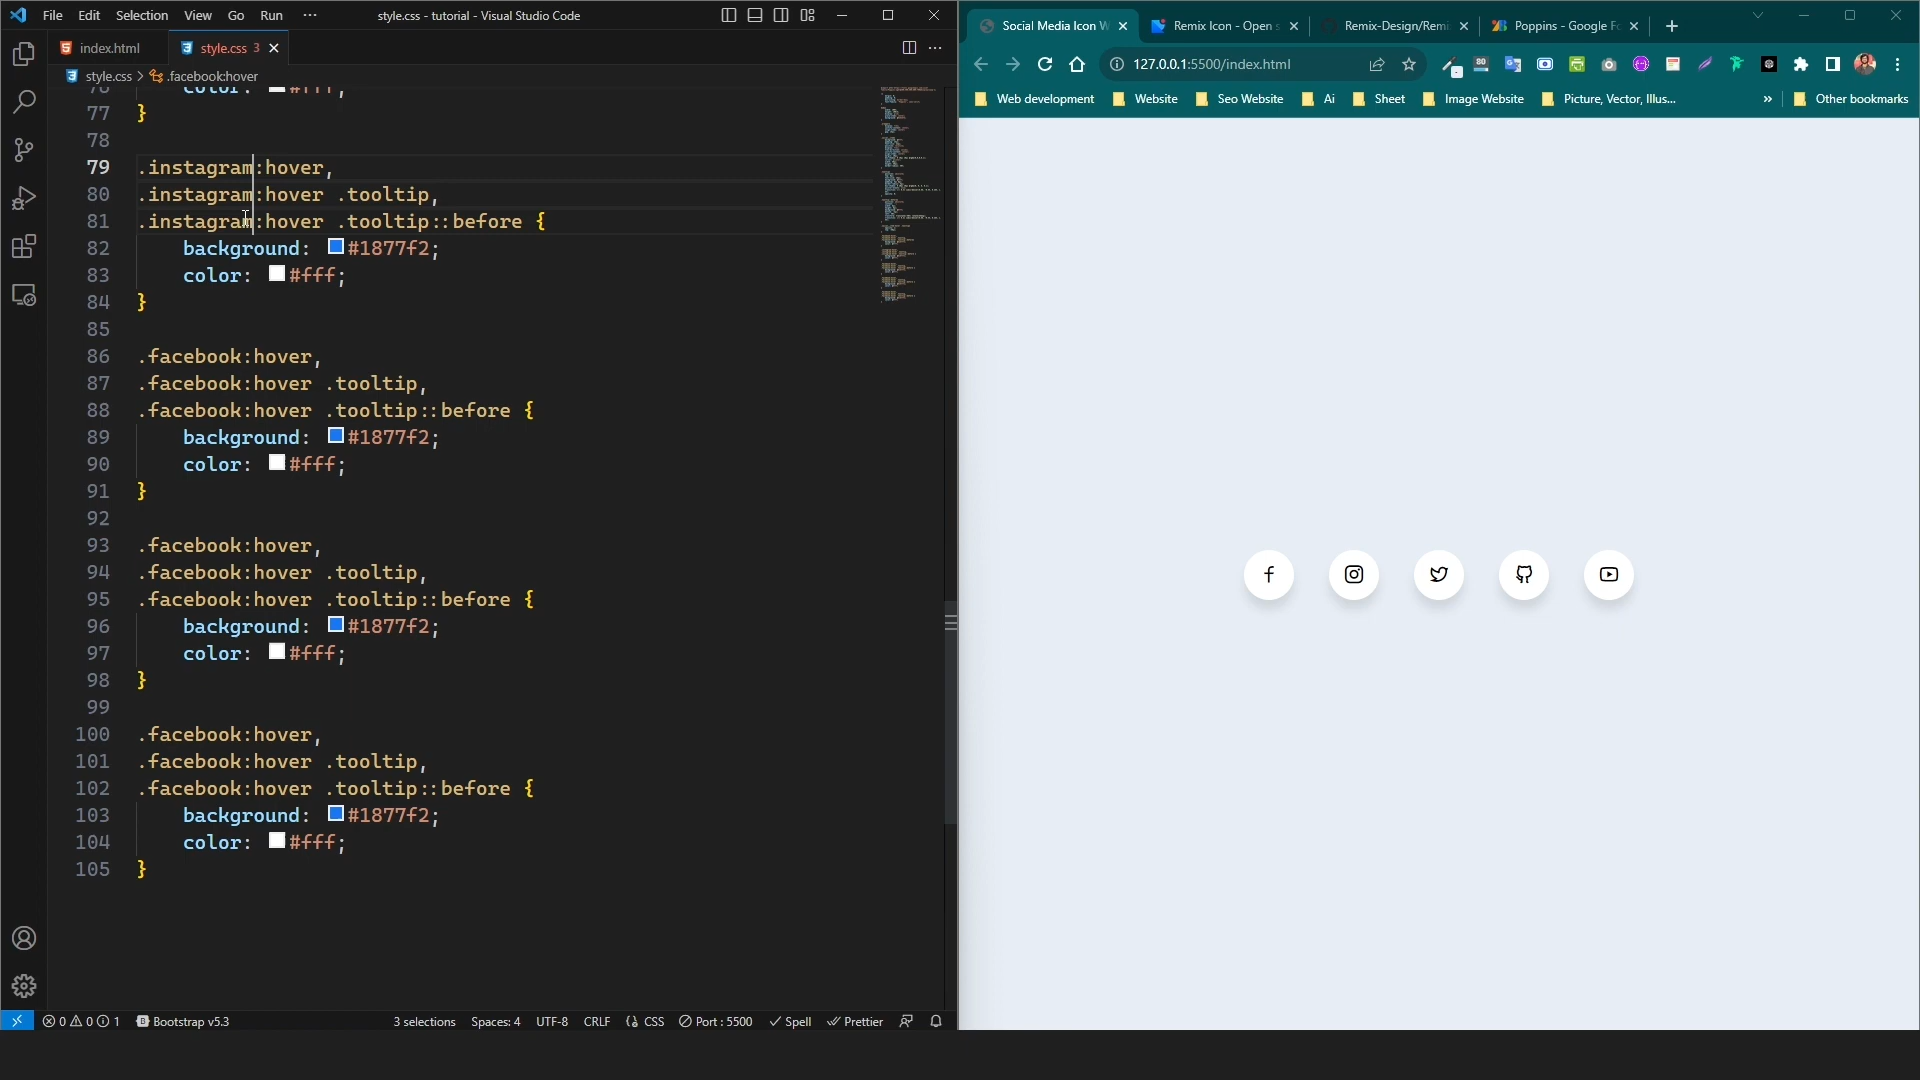 File Edit Selection View Go Run ··· style.css - tutorial - Visual Studio Code
index.html style.css 3
style.css > .facebook:hover
76 color: #fff;
77 }
78
79 .instagram:hover,
80 .instagram:hover .tooltip,
81 .instagram:hover .tooltip::before {
82 background: #1877f2;
83 color: #fff;
84 }
85
86 .facebook:hover,
87 .facebook:hover .tooltip,
88 .facebook:hover .tooltip::before {
89 background: #1877f2;
90 color: #fff;
91 }
92
93 .facebook:hover,
94 .facebook:hover .tooltip,
95 .facebook:hover .tooltip::before {
96 background: #1877f2;
97 color: #fff;
98 }
99
100 .facebook:hover,
101 .facebook:hover .tooltip,
102 .facebook:hover .tooltip::before {
103 background: #1877f2;
104 color: #fff;
105 }
0 0 1 Bootstrap v5.3 3 selections Spaces: 4 UTF-8 CRLF CSS Port : 5500 Spell Prettier
Social Media Icon W Remix Icon - Open s Remix-Design/Remi Poppins - Google Fo
127.0.0.1:5500/index.html 80
Web development Website Seo Website Ai Sheet Image Website Picture, Vector, Illus... » Other bookmarks